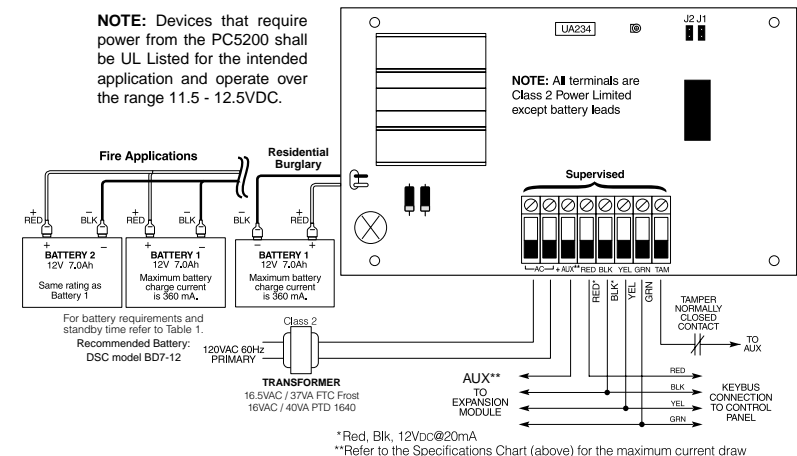 NOTE: Devices that require
power from the PC5200 shall
be UL Listed for the intended
application and operate over
the range 11.5 - 12.5VDC.
UA234
J2 J1
NOTE: All terminals are
Class 2 Power Limited
except battery leads
Fire Applications
Residential
Burglary
Supervised
+ RED
- BLK
+ RED
- BLK
- BLK
+ RED
+ -
BATTERY 2
12V 7.0Ah
Same rating as
Battery 1
+ -
BATTERY 1
12V 7.0Ah
Maximum battery
charge current
is 360 mA.
- +
BATTERY 1
12V 7.0Ah
Maximum battery
charge current
is 360 mA.
AC + AUX** RED BLK YEL GRN TAM
RED*
BLK*
YEL
GRN
For battery requirements and
standby time refer to Table 1.
Recommended Battery:
DSC model BD7-12
Class 2
120VAC 60Hz
PRIMARY
TRANSFORMER
16.5VAC / 37VA FTC Frost
16VAC / 40VA PTD 1640
TAMPER
NORMALLY
CLOSED
CONTACT
TO
AUX
AUX**
TO
EXPANSION
MODULE
RED
BLK
YEL
GRN
KEYBUS
CONNECTION
TO CONTROL
PANEL
*Red, Blk, 12VDC@20mA
**Refer to the Specifications Chart (above) for the maximum current draw